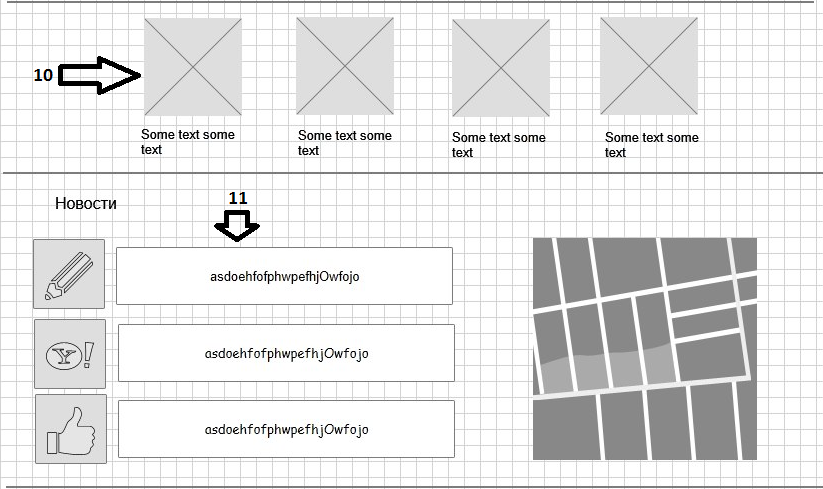 10
Some text some
text
Some text some
text
Some text some
text
Some text some
text
Новости
11
asdoehfofphwpefhjOwfojo
Y!
asdoehfofphwpefhjOwfojo
asdoehfofphwpefhjOwfojo